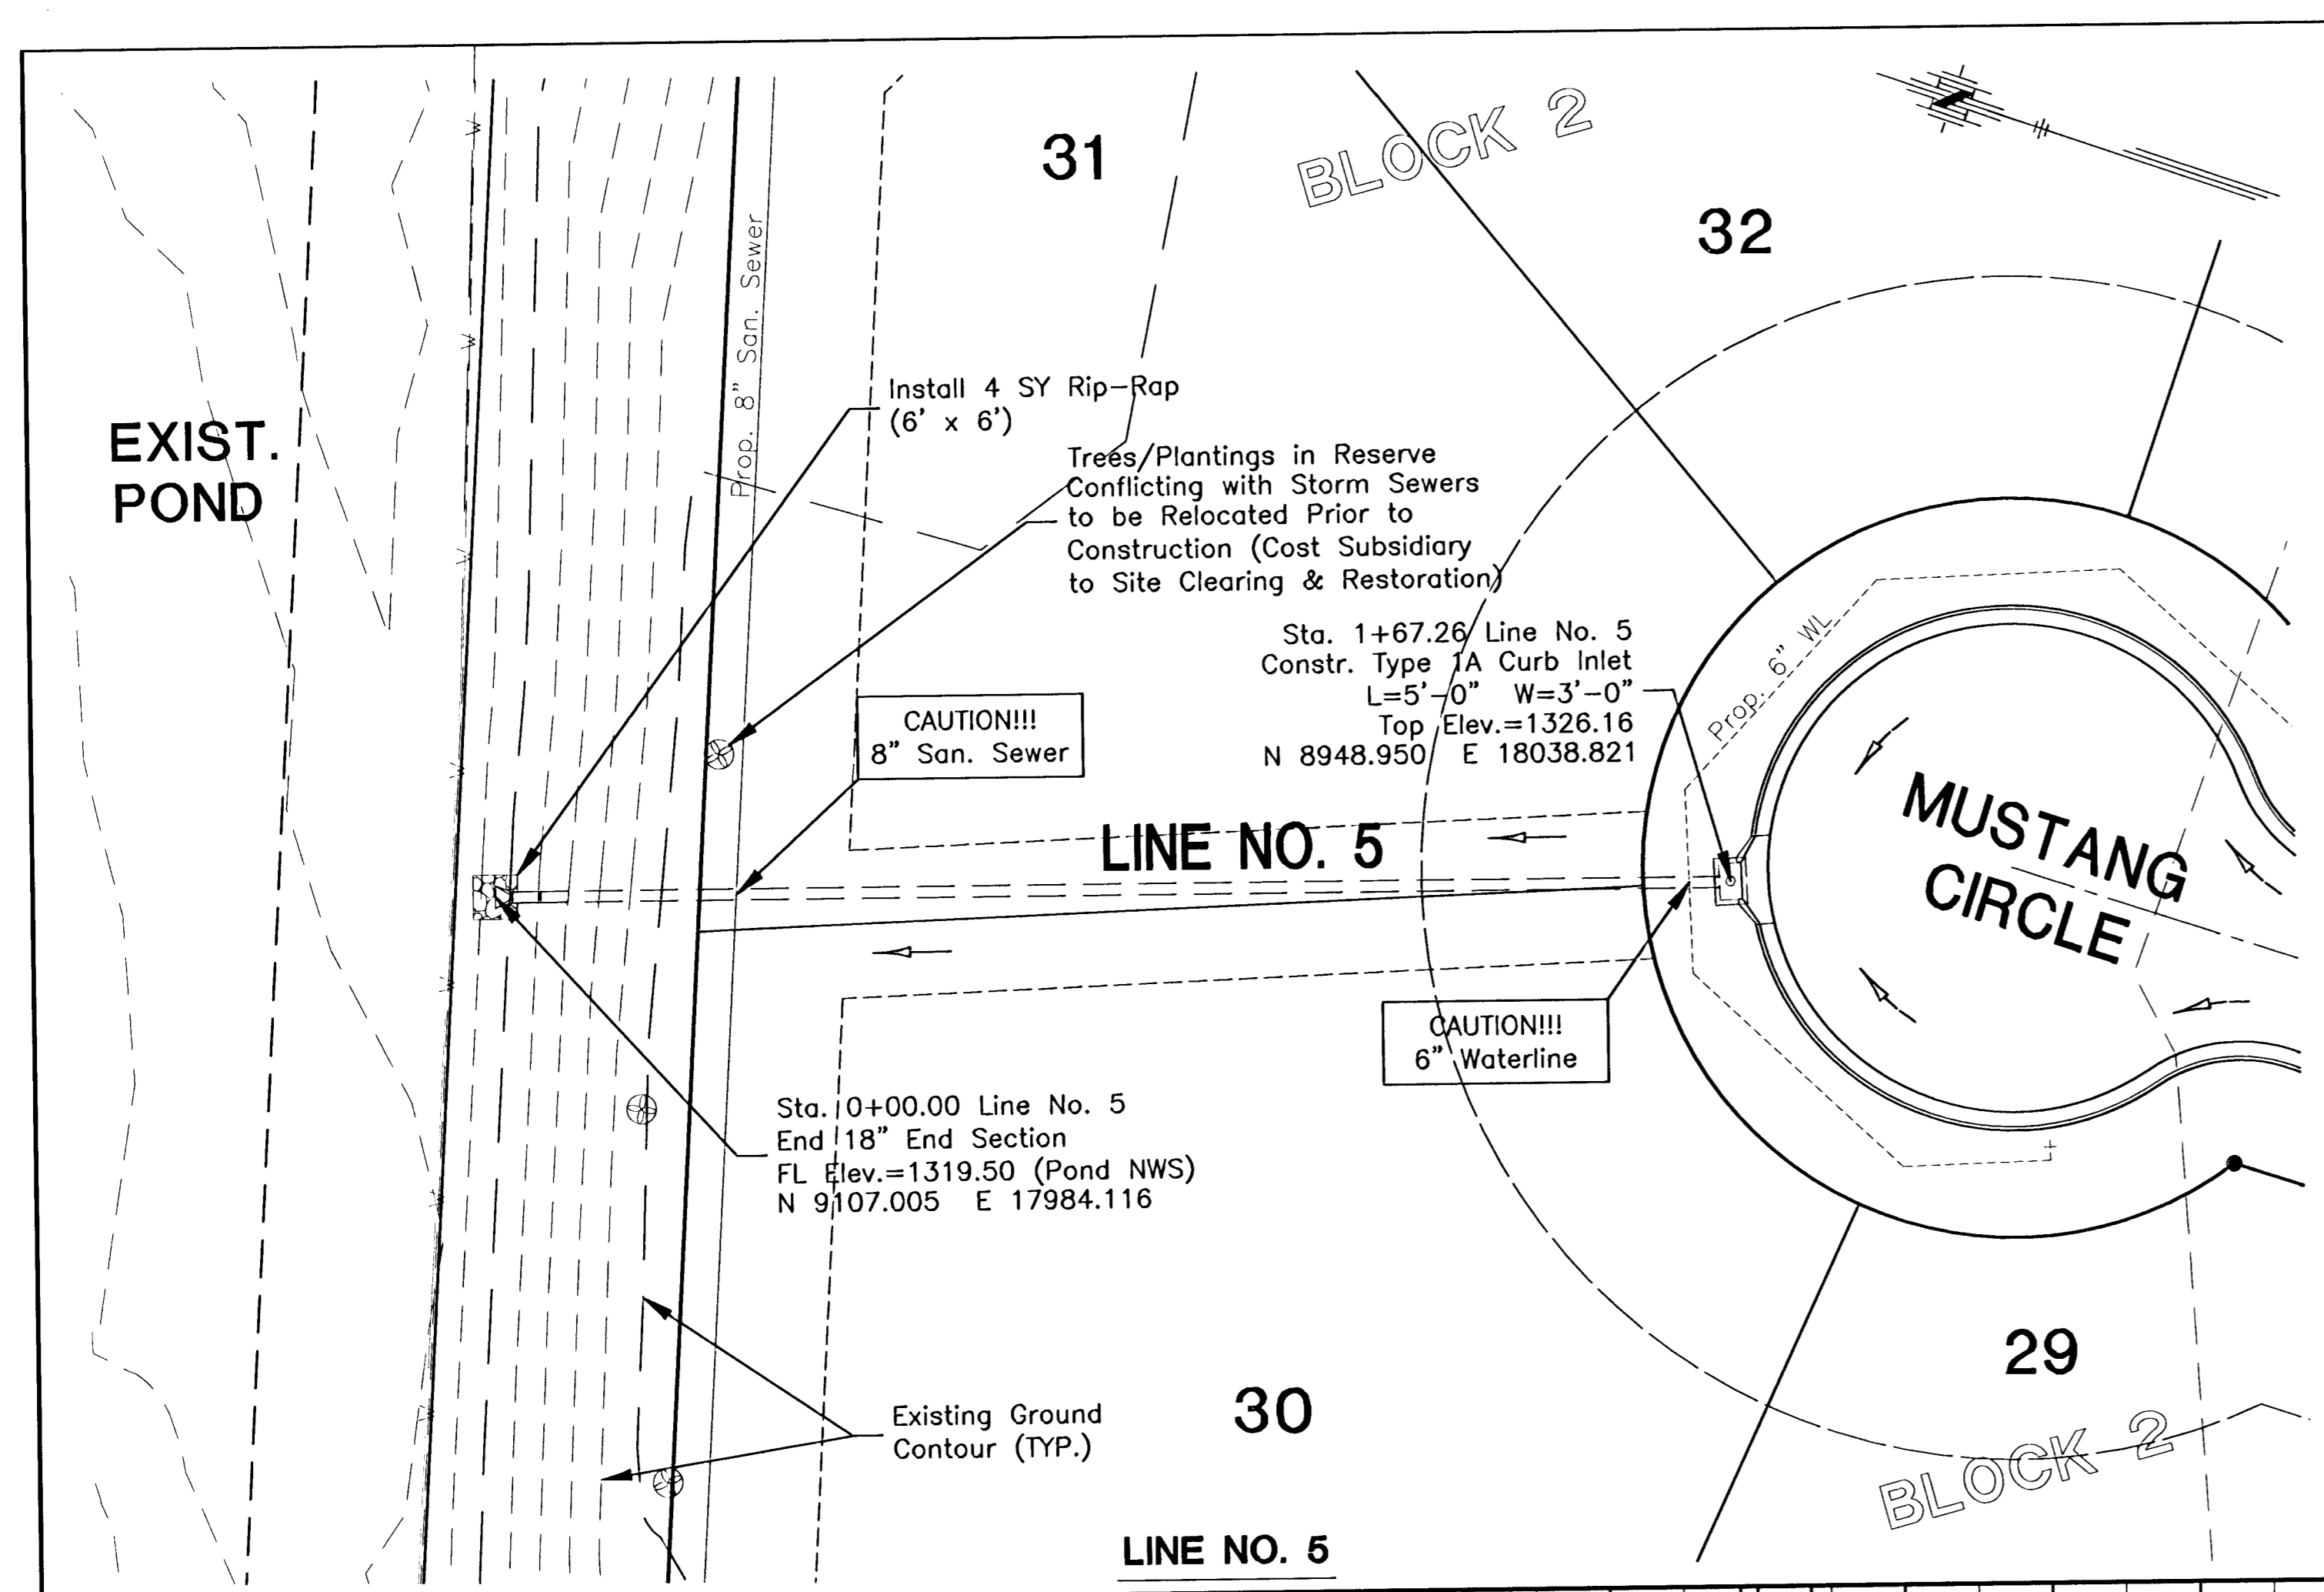 BLOCK 2
31
32
Prop. 8" San. Sewer
EXIST.
POND
Install 4 SY Rip-Rap
(6' x 6')
Trees/Plantings in Reserve
Conflicting with Storm Sewers
to be Relocated Prior to
Construction (Cost Subsidiary
to Site Clearing & Restoration)
Sta. 1+67.26 Line No. 5
Constr. Type 1A Curb Inlet
L=5'-0" W=3'-0"
Top Elev.=1326.16
N 8948.950 E 18038.821
Prop. 6" WL
CAUTION!!!
8" San. Sewer
LINE NO. 5
MUSTANG
CIRCLE
CAUTION!!!
6" Waterline
Sta. 0+00.00 Line No. 5
End 18" End Section
FL Elev.=1319.50 (Pond NWS)
N 9107.005 E 17984.116
Existing Ground
Contour (TYP.)
30
29
BLOCK 2
LINE NO. 5